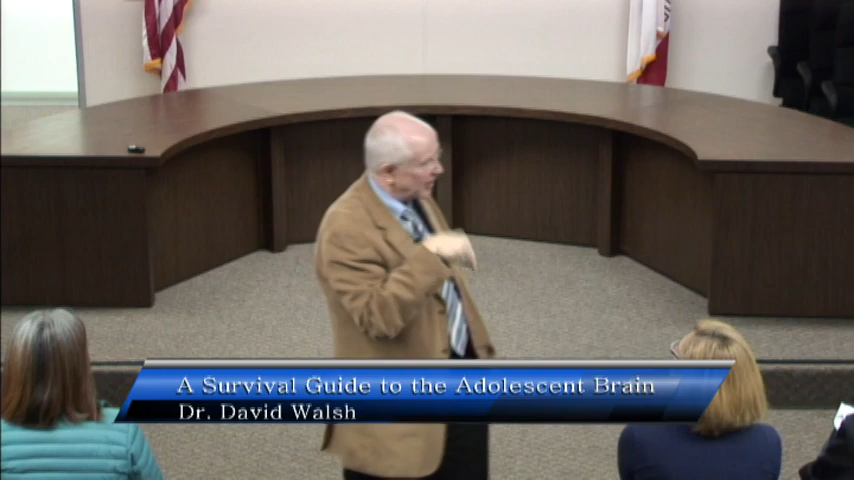 A Survival Guide to the Adolescent Brain
Dr. David Walsh